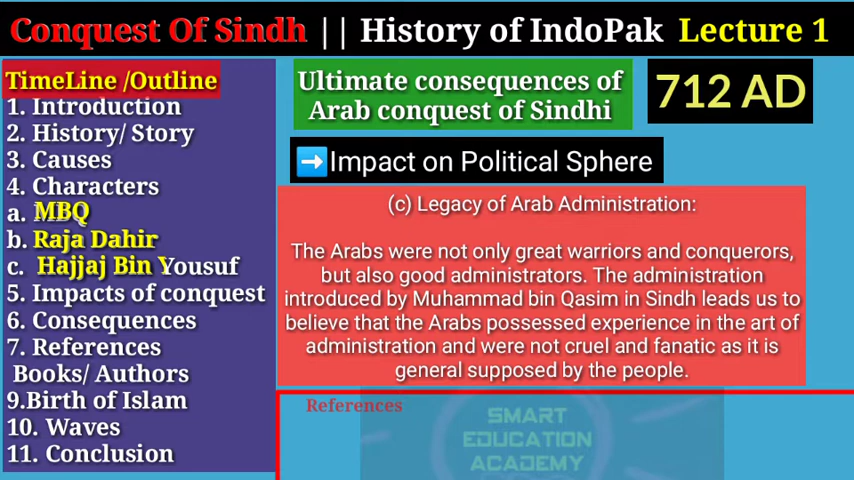 Conquest Of Sindh || History of IndoPak Lecture 1
TimeLine /Outline
1. Introduction
2. History/ Story
3. Causes
4. Characters
a. MBQ
b. Raja Dahir
c. Hajjaj Bin Yousuf
5. Impacts of conquest
6. Consequences
7. References
Books/ Authors
9.Birth of Islam
10. Waves
11. Conclusion
Ultimate consequences of
Arab conquest of Sindhi
712 AD
➡Impact on Political Sphere
(c) Legacy of Arab Administration:
The Arabs were not only great warriors and conquerors,
but also good administrators. The administration
introduced by Muhammad bin Qasim in Sindh leads us to
believe that the Arabs possessed experience in the art of
administration and were not cruel and fanatic as it is
general supposed by the people.
References
SMART
EDUCATION
ACADEMY